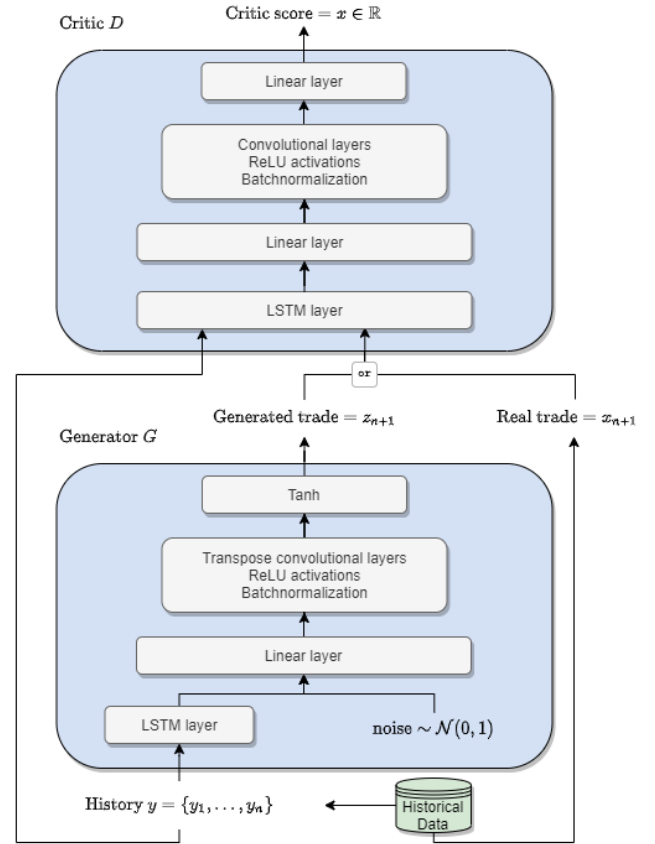 Critic score = x ∈ ℝ
Critic D
Linear layer
Convolutional layers
ReLU activations
Batchnormalization
Linear layer
LSTM layer
or
Generated trade = z_{n+1}
Real trade = x_{n+1}
Generator G
Tanh
Transpose convolutional layers
ReLU activations
Batchnormalization
Linear layer
LSTM layer
noise ∼ 𝒩(0, 1)
History y = {y_1, . . . , y_n}
Historical
Data